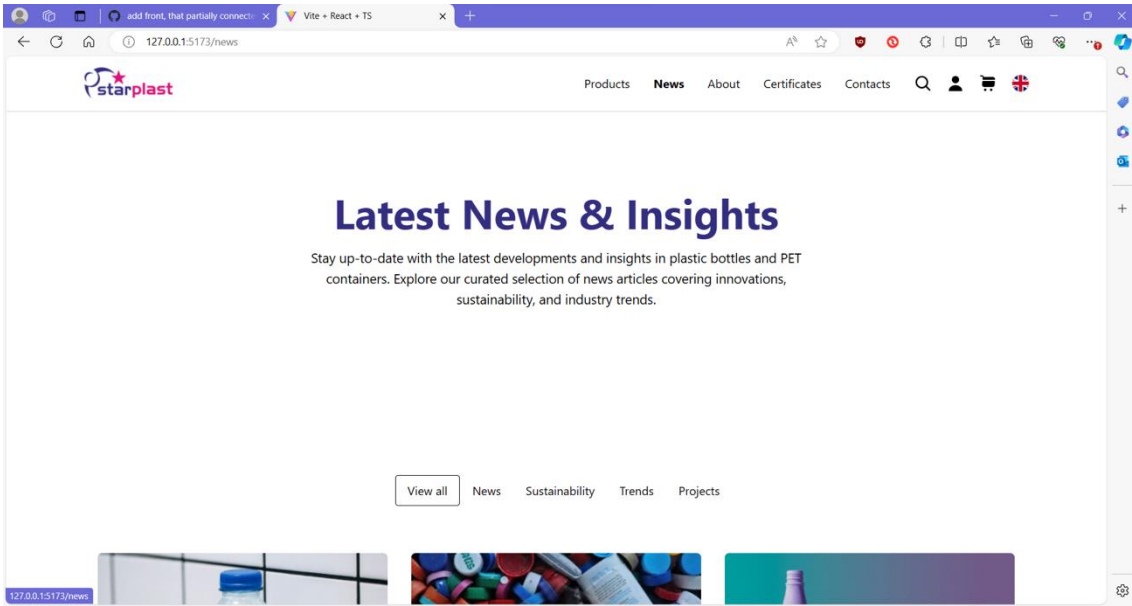 add front, that partially connecte
Vite + React + TS
127.0.0.1:5173/news
starplast
Products News About Certificates Contacts
Latest News & Insights
Stay up-to-date with the latest developments and insights in plastic bottles and PET
containers. Explore our curated selection of news articles covering innovations,
sustainability, and industry trends.
View all News Sustainability Trends Projects
127.0.0.1:5173/news